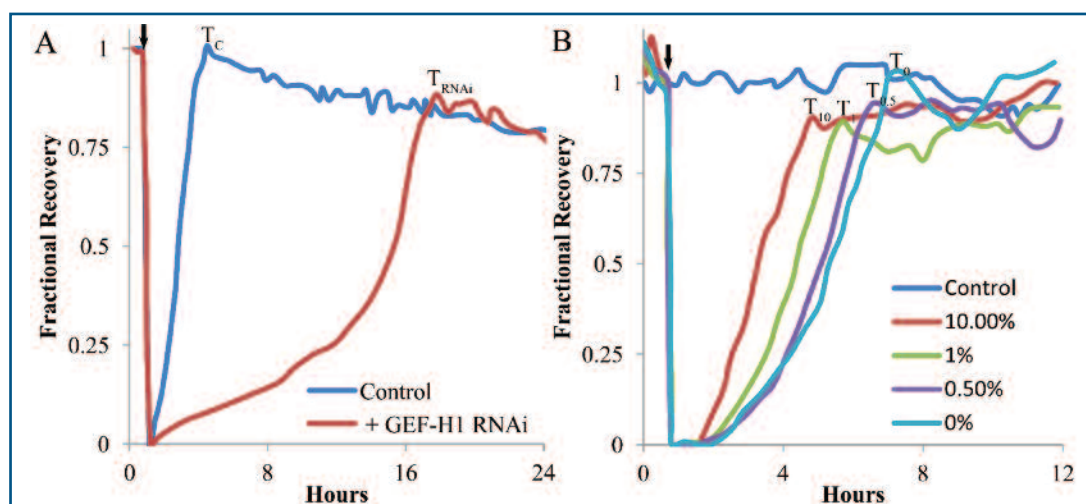 A
T_C
T_RNAi
1
0.75
0.5
0.25
0
Fractional Recovery
Control
+ GEF-H1 RNAi
0 8 16 24
Hours
B
T_0
T_0.5
T_10
1
0.75
0.5
0.25
0
Fractional Recovery
Control
10.00%
1%
0.50%
0%
0 4 8 12
Hours